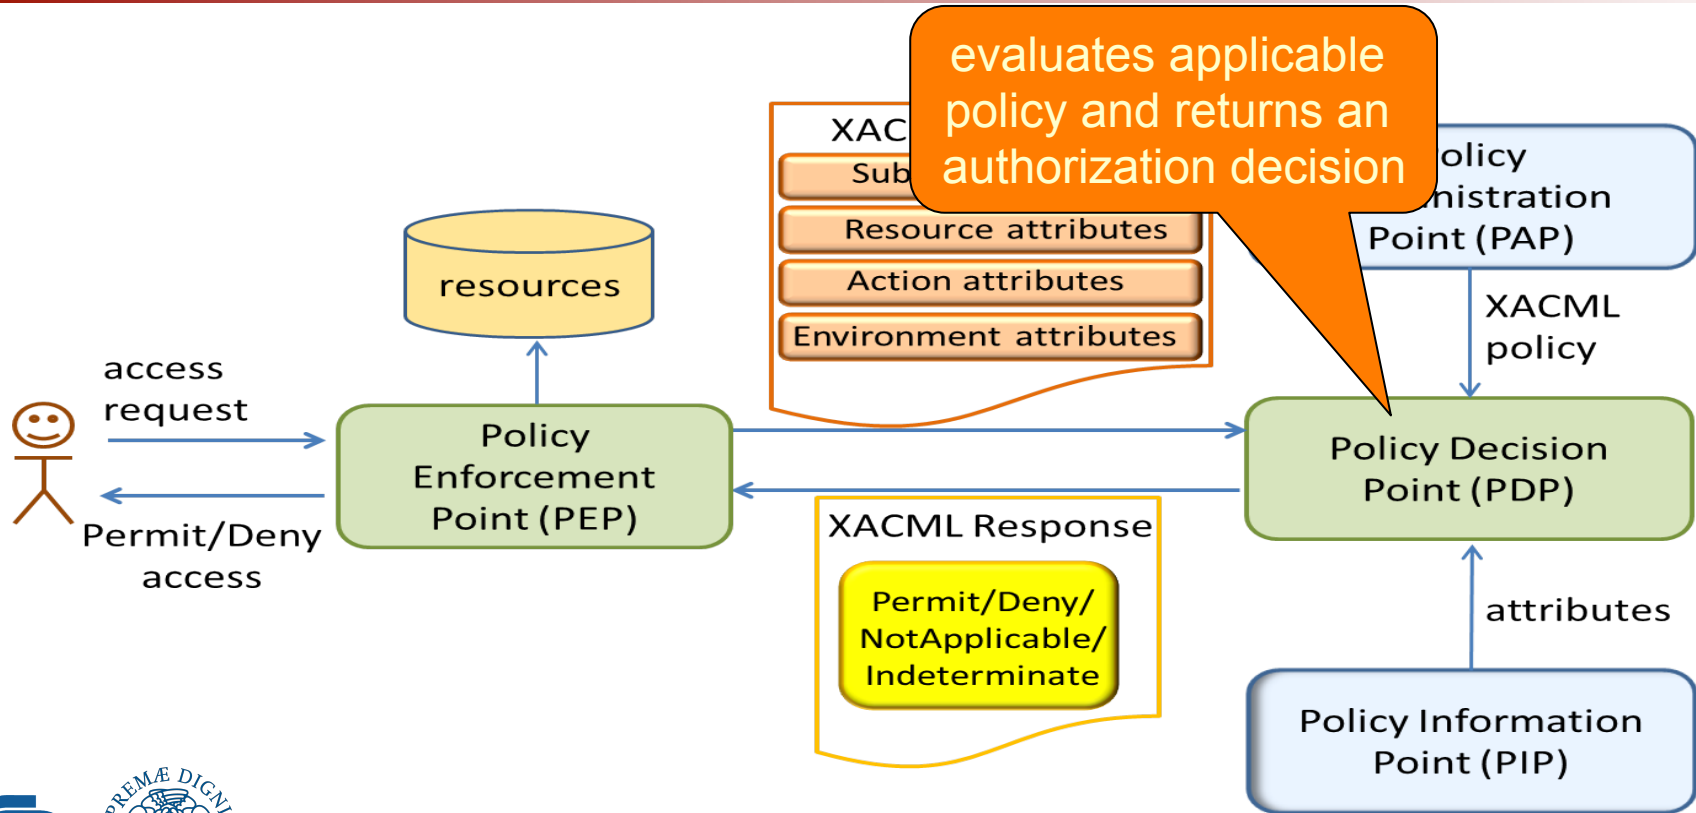 evaluates applicable
policy and returns an
authorization decision
XAC
Sub
Resource attributes
Action attributes
Environment attributes
olicy
nistration
Point (PAP)
XACML
policy
resources
access
request
Policy
Enforcement
Point (PEP)
Policy Decision
Point (PDP)
Permit/Deny
access
XACML Response
Permit/Deny/
NotApplicable/
Indeterminate
attributes
Policy Information
Point (PIP)
PREMÆ DIGNI